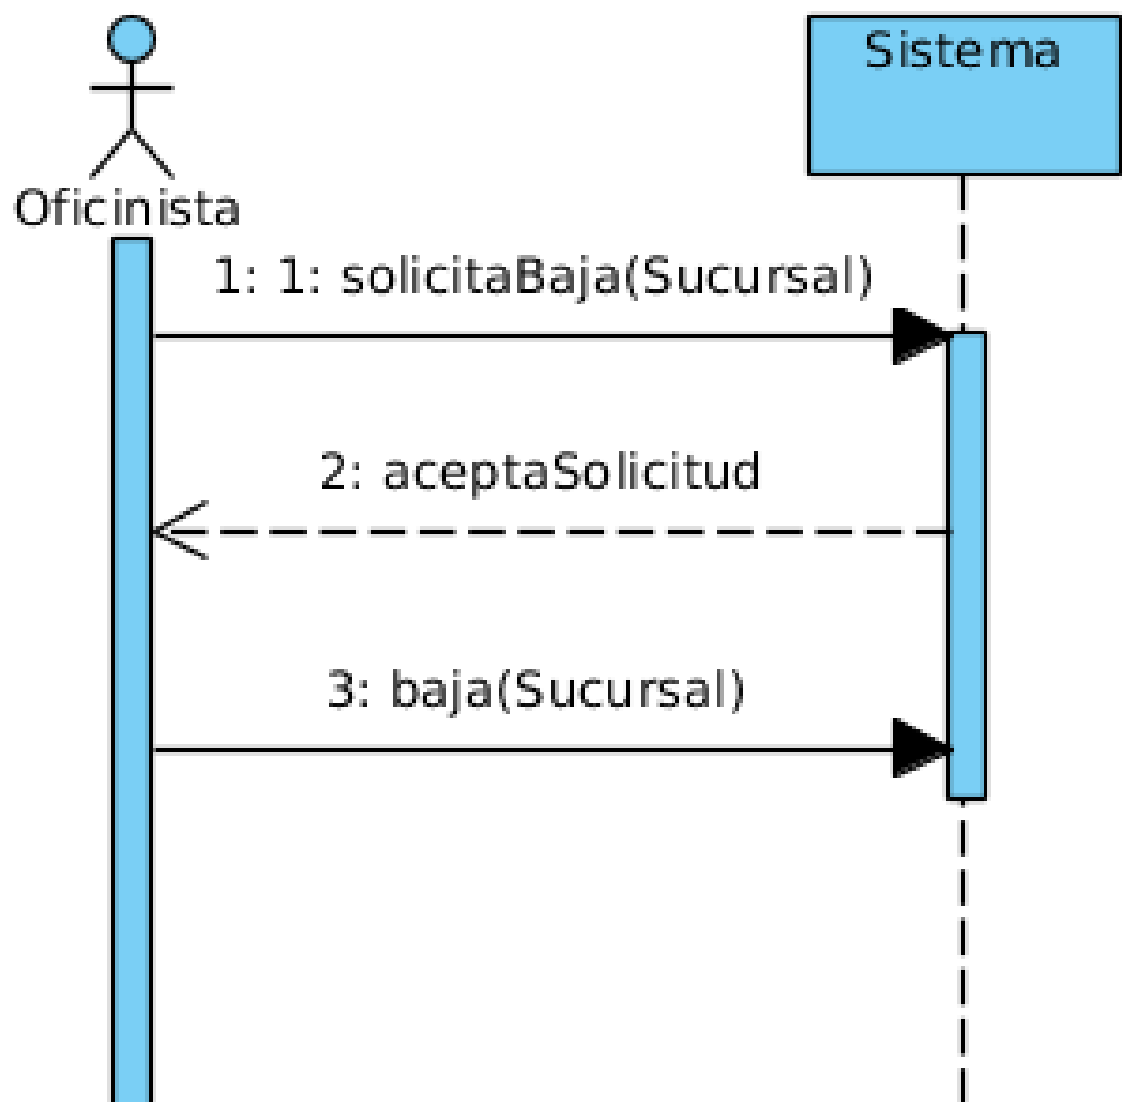 Sistema
Oficinista
1: 1: solicitaBaja(Sucursal)
2: aceptaSolicitud
3: baja(Sucursal)